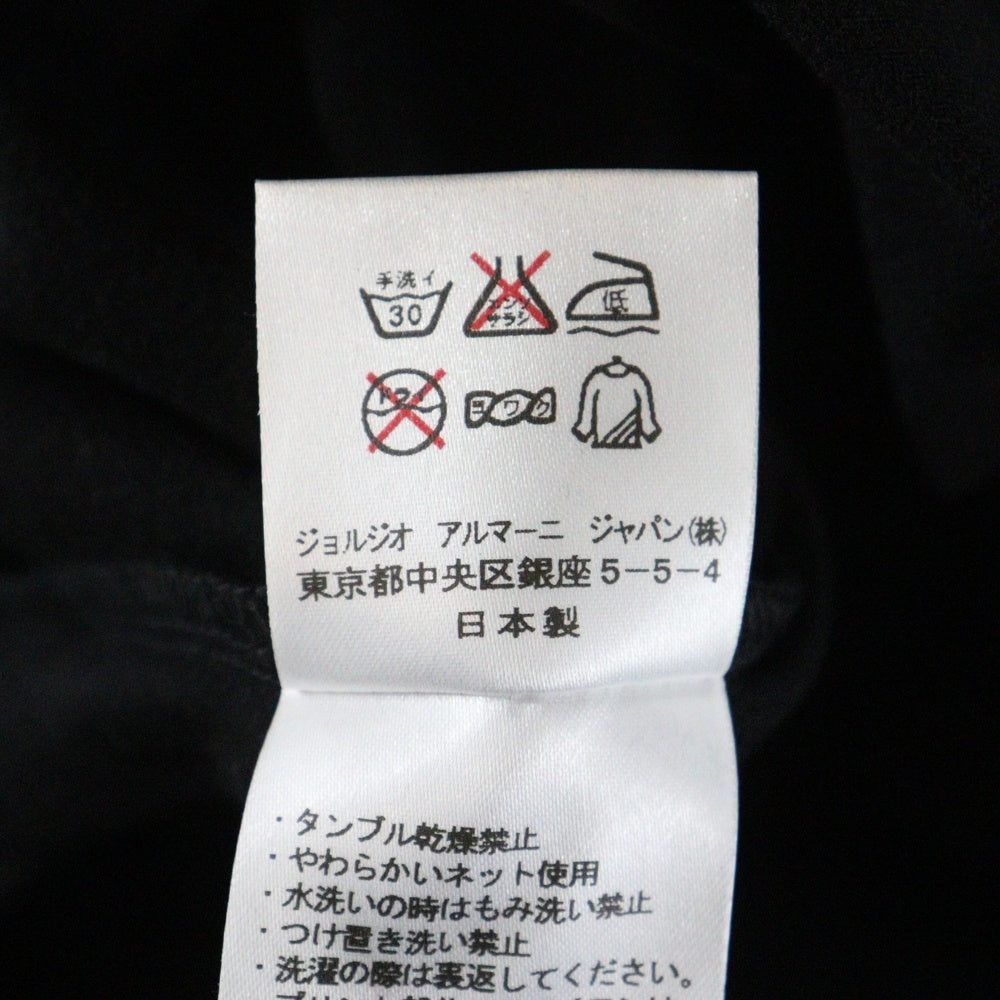 手洗イ
30
エンソ
サラシ
低
ドライ
ヨワク
ジョルジオ アルマーニ ジャパン(株)
東京都中央区銀座5-5-4
日本製
・タンブル乾燥禁止
・やわらかいネット使用
・水洗いの時はもみ洗い禁止
・つけ置き洗い禁止
・洗濯の際は裏返してください。